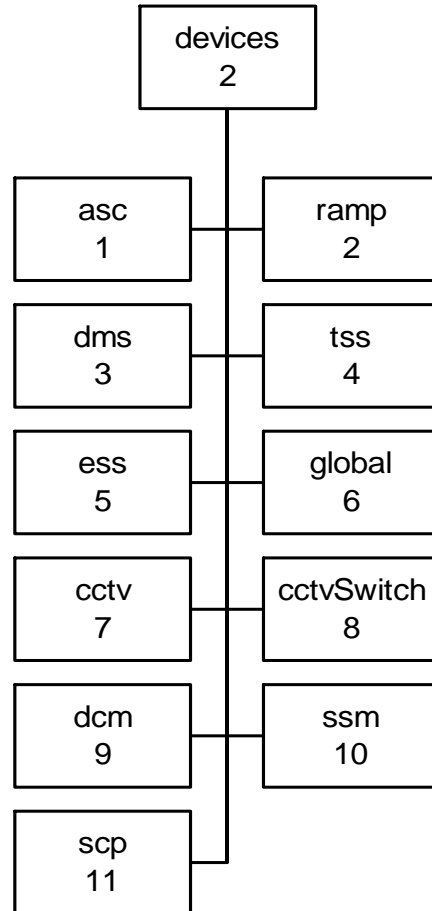 devices
2
asc
1
ramp
2
dms
3
tss
4
ess
5
global
6
cctv
7
cctvSwitch
8
dcm
9
ssm
10
scp
11